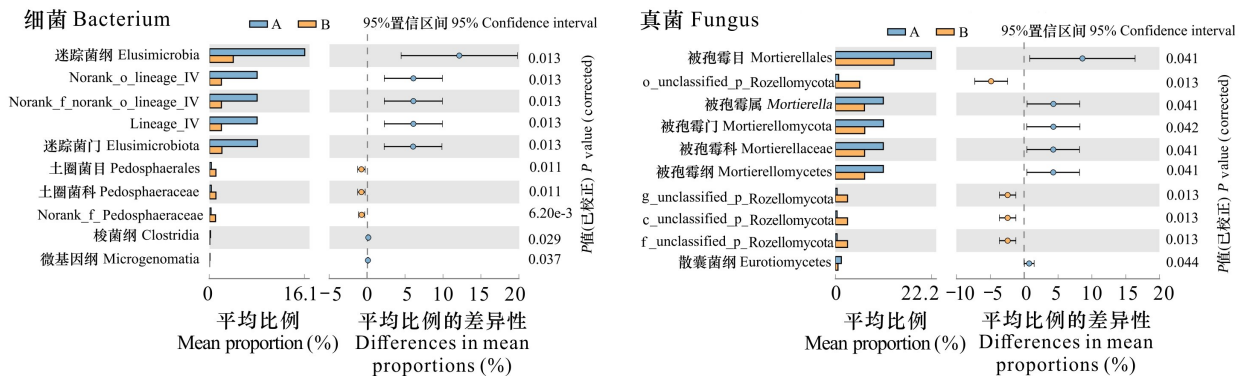 细菌 Bacterium
A B 95%置信区间 95% Confidence interval
迷踪菌纲 Elusimicrobia 0.013
Norank_o_lineage_IV 0.013
Norank_f_norank_o_lineage_IV 0.013
Lineage_IV 0.013
迷踪菌门 Elusimicrobiota 0.013
土圈菌目 Pedosphaerales 0.011
土圈菌科 Pedosphaeraceae 0.011
Norank_f_Pedosphaeraceae 6.20e-3
梭菌纲 Clostridia 0.029
微基因纲 Microgenomatia 0.037
P值(已校正) P value (corrected)
0 16.1 −5 0 5 10 15 20
平均比例
Mean proportion (%)
平均比例的差异性
Differences in mean
proportions (%)
真菌 Fungus
A B 95%置信区间 95% Confidence interval
被孢霉目 Mortierellales 0.041
o_unclassified_p_Rozellomycota 0.013
被孢霉属 Mortierella 0.041
被孢霉门 Mortierellomycota 0.042
被孢霉科 Mortierellaceae 0.041
被孢霉纲 Mortierellomycetes 0.041
g_unclassified_p_Rozellomycota 0.013
c_unclassified_p_Rozellomycota 0.013
f_unclassified_p_Rozellomycota 0.013
散囊菌纲 Eurotiomycetes 0.044
P值(已校正) P value (corrected)
0 22.2 −10 −5 0 5 10 15 20
平均比例
Mean proportion (%)
平均比例的差异性
Differences in mean
proportions (%)